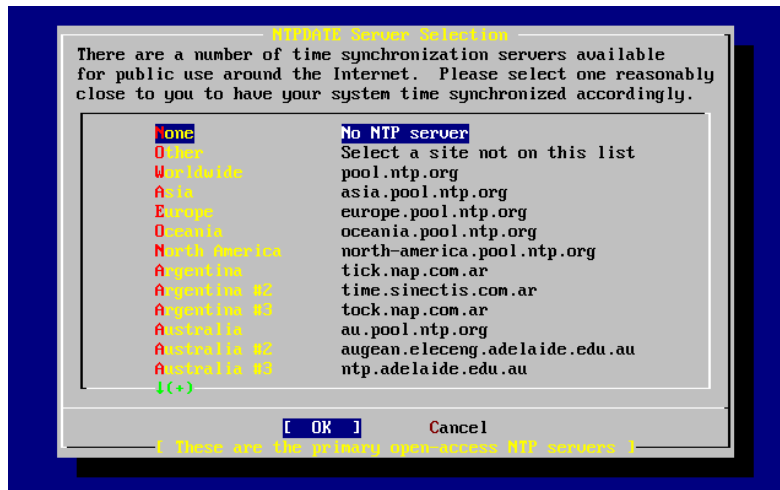 NTPDATE Server Selection
There are a number of time synchronization servers available
for public use around the Internet.  Please select one reasonably
close to you to have your system time synchronized accordingly.
None No NTP server
Other Select a site not on this list
Worldwide pool.ntp.org
Asia asia.pool.ntp.org
Europe europe.pool.ntp.org
Oceania oceania.pool.ntp.org
North America north-america.pool.ntp.org
Argentina tick.nap.com.ar
Argentina #2 time.sinectis.com.ar
Argentina #3 tock.nap.com.ar
Australia au.pool.ntp.org
Australia #2 augean.eleceng.adelaide.edu.au
Australia #3 ntp.adelaide.edu.au
↓(+)
[ OK ] Cancel
[ These are the primary open-access NTP servers ]